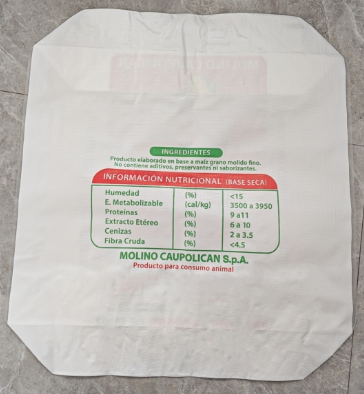 INGREDIENTES
Producto elaborado en base a maíz grano molido fino.
No contiene aditivos, preservantes ni saborizantes.
INFORMACIÓN NUTRICIONAL (BASE SECA)
Humedad (%) <15
E. Metabolizable (cal/kg) 3500 a 3950
Proteínas (%) 9 a11
Extracto Etéreo (%) 6 a 10
Cenizas (%) 2 a 3.5
Fibra Cruda (%) <4.5
MOLINO CAUPOLICAN S.p.A.
Producto para consumo animal